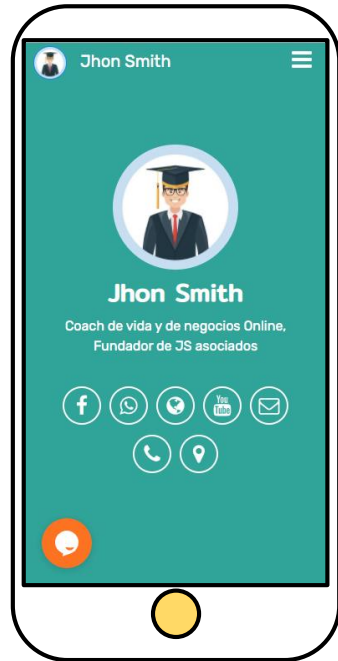 Jhon Smith
Jhon Smith
Coach de vida y de negocios Online,
Fundador de JS asociados
You
Tube